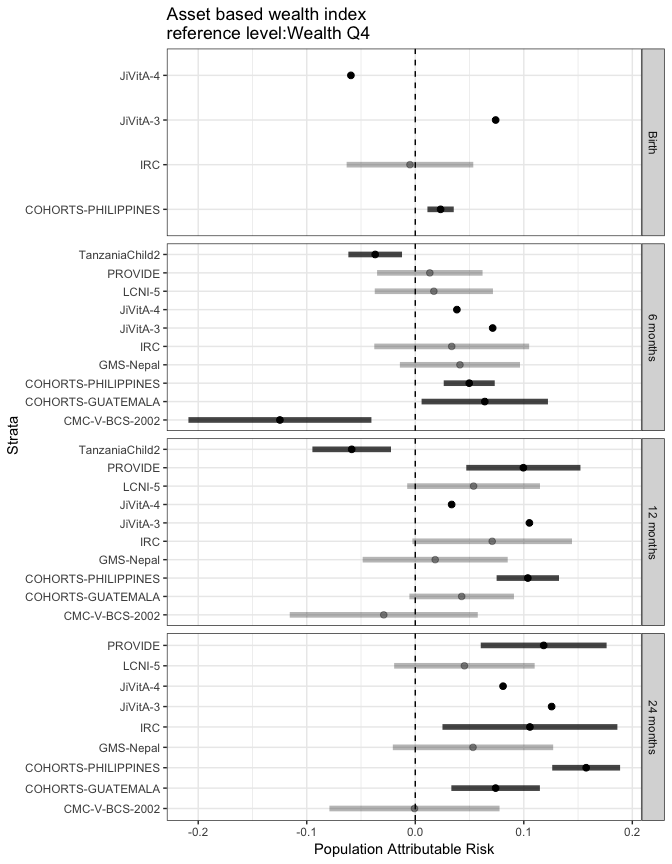 Asset based wealth index
reference level:Wealth Q4
JiVitA-4
JiVitA-3
IRC
COHORTS-PHILIPPINES
Birth
TanzaniaChild2
PROVIDE
LCNI-5
JiVitA-4
JiVitA-3
IRC
GMS-Nepal
COHORTS-PHILIPPINES
COHORTS-GUATEMALA
CMC-V-BCS-2002
6 months
Strata
TanzaniaChild2
PROVIDE
LCNI-5
JiVitA-4
JiVitA-3
IRC
GMS-Nepal
COHORTS-PHILIPPINES
COHORTS-GUATEMALA
CMC-V-BCS-2002
12 months
PROVIDE
LCNI-5
JiVitA-4
JiVitA-3
IRC
GMS-Nepal
COHORTS-PHILIPPINES
COHORTS-GUATEMALA
CMC-V-BCS-2002
24 months
-0.2 -0.1 0.0 0.1 0.2
Population Attributable Risk